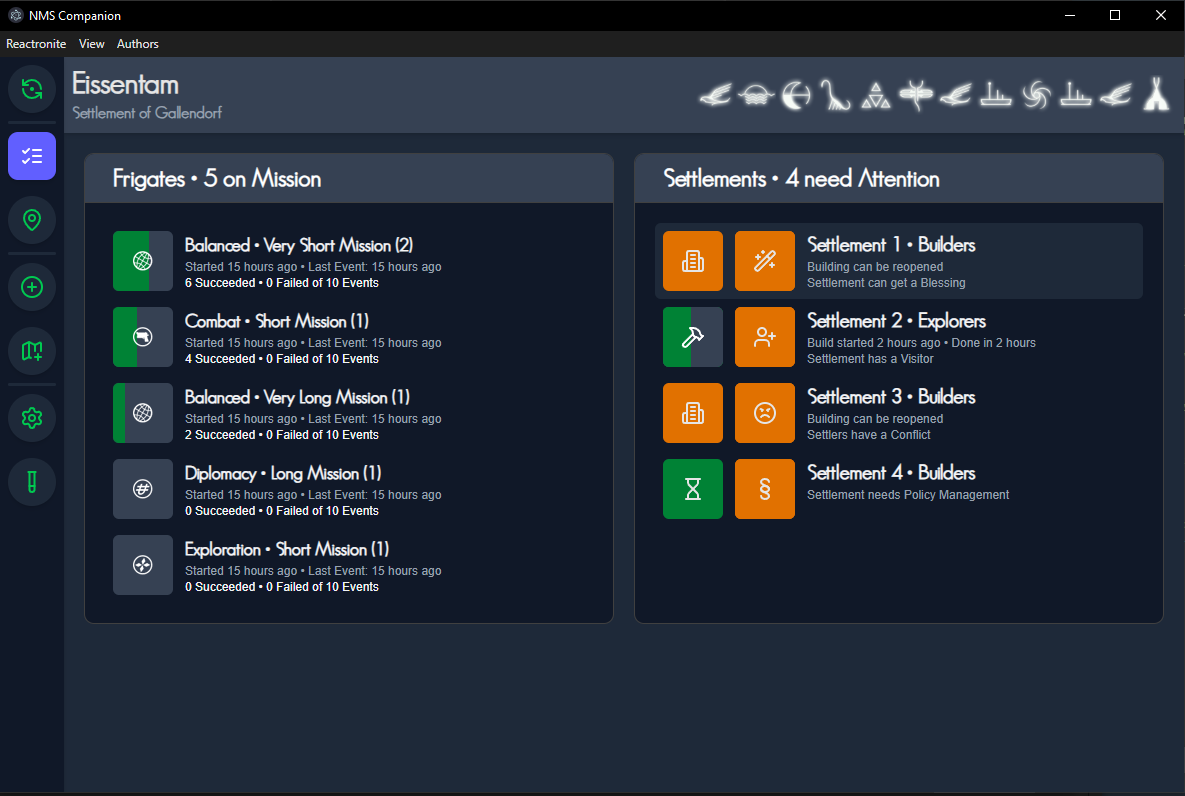 NMS Companion
Reactronite View Authors
Eissentam
Settlement of Gallendorf
Frigates • 5 on Mission
Balanced • Very Short Mission (2)
Started 15 hours ago • Last Event: 15 hours ago
6 Succeeded • 0 Failed of 10 Events
Combat • Short Mission (1)
Started 15 hours ago • Last Event: 15 hours ago
4 Succeeded • 0 Failed of 10 Events
Balanced • Very Long Mission (1)
Started 15 hours ago • Last Event: 15 hours ago
2 Succeeded • 0 Failed of 10 Events
Diplomacy • Long Mission (1)
Started 15 hours ago • Last Event: 15 hours ago
0 Succeeded • 0 Failed of 10 Events
Exploration • Short Mission (1)
Started 15 hours ago • Last Event: 15 hours ago
0 Succeeded • 0 Failed of 10 Events
Settlements • 4 need Attention
Settlement 1 • Builders
Building can be reopened
Settlement can get a Blessing
Settlement 2 • Explorers
Build started 2 hours ago • Done in 2 hours
Settlement has a Visitor
Settlement 3 • Builders
Building can be reopened
Settlers have a Conflict
§
Settlement 4 • Builders
Settlement needs Policy Management